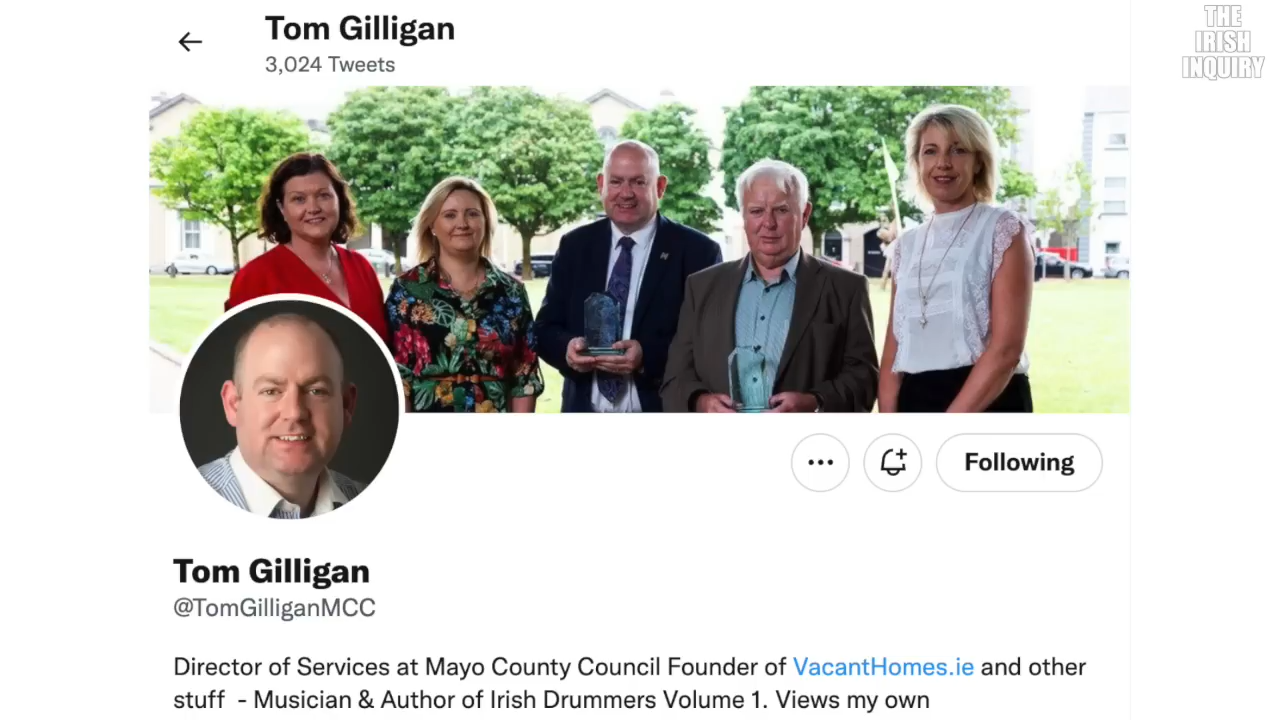 Tom Gilligan
3,024 Tweets
THE
IRISH
INQUIRY
Following
Tom Gilligan
@TomGilliganMCC
Director of Services at Mayo County Council Founder of VacantHomes.ie and other
stuff - Musician & Author of Irish Drummers Volume 1. Views my own